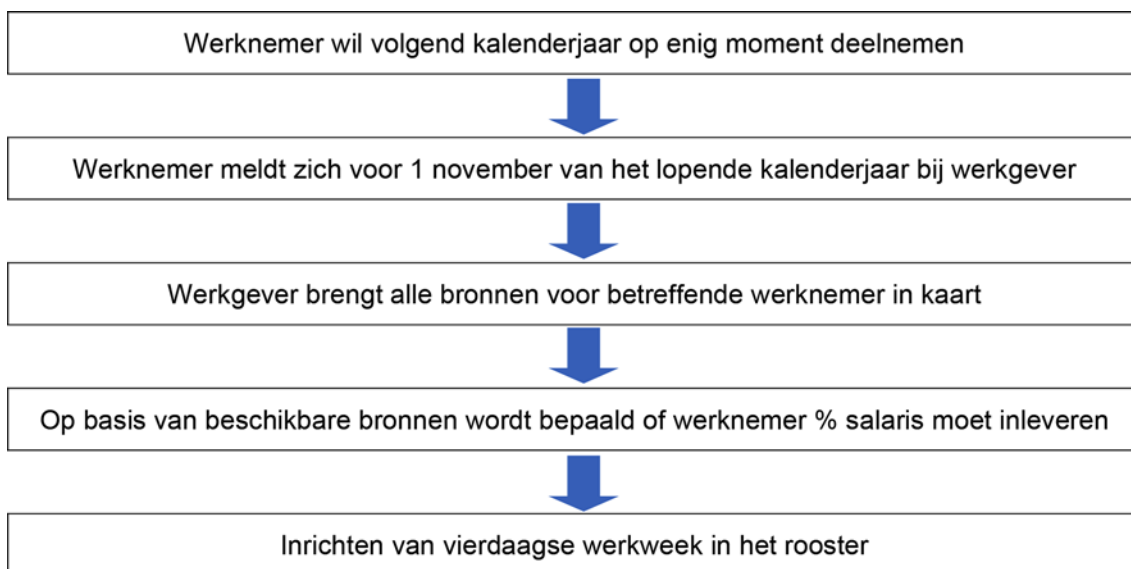 Werknemer wil volgend kalenderjaar op enig moment deelnemen
Werknemer meldt zich voor 1 november van het lopende kalenderjaar bij werkgever
Werkgever brengt alle bronnen voor betreffende werknemer in kaart
Op basis van beschikbare bronnen wordt bepaald of werknemer % salaris moet inleveren
Inrichten van vierdaagse werkweek in het rooster